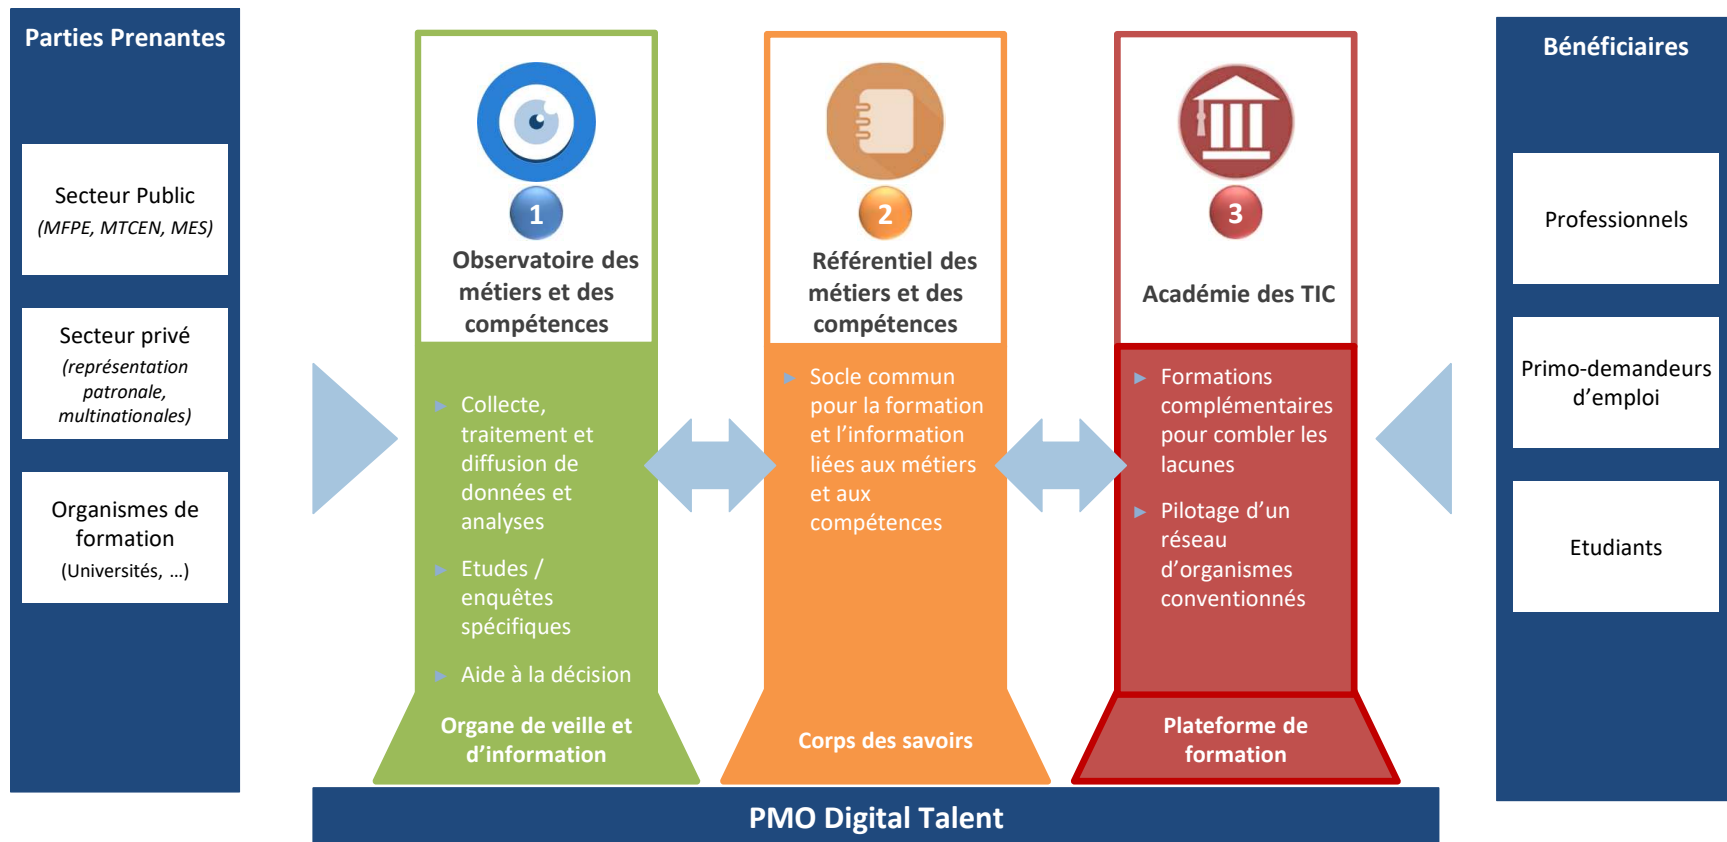 Parties Prenantes
Secteur Public
(MFPE, MTCEN, MES)
Secteur privé
(représentation
patronale,
multinationales)
Organismes de
formation
(Universités, ...)
1
Observatoire des
métiers et des
compétences
► Collecte,
traitement et
diffusion de
données et
analyses
► Etudes /
enquêtes
spécifiques
► Aide à la décision
Organe de veille et
d’information
2
Référentiel des
métiers et des
compétences
► Socle commun
pour la formation
et l’information
liées aux métiers
et aux
compétences
Corps des savoirs
3
Académie des TIC
► Formations
complémentaires
pour combler les
lacunes
► Pilotage d’un
réseau
d’organismes
conventionnés
Plateforme de
formation
PMO Digital Talent
Bénéficiaires
Professionnels
Primo-demandeurs
d’emploi
Etudiants